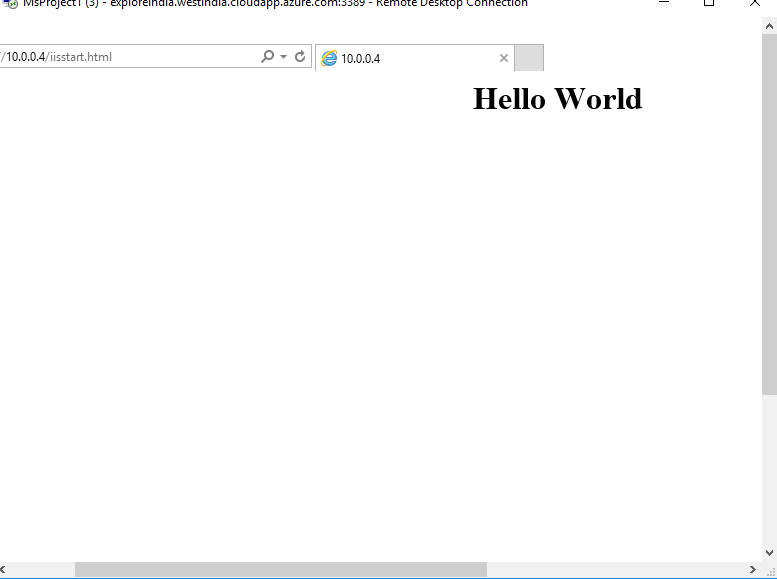 MsProject1 (3) - exploreindia.westindia.cloudapp.azure.com:3389 - Remote Desktop Connection
/10.0.0.4/iisstart.html
10.0.0.4
Hello World